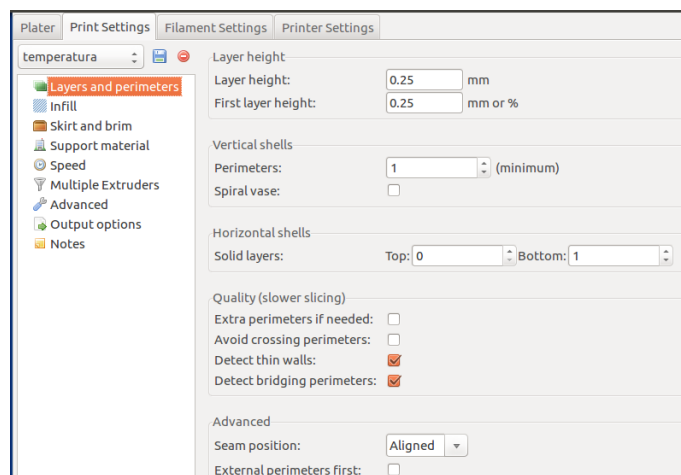 Plater Print Settings Filament Settings Printer Settings
temperatura
Layers and perimeters
Infill
Skirt and brim
Support material
Speed
Multiple Extruders
Advanced
Output options
Notes
Layer height
Layer height: 0.25 mm
First layer height: 0.25 mm or %
Vertical shells
Perimeters: 1 (minimum)
Spiral vase:
Horizontal shells
Solid layers: Top: 0 Bottom: 1
Quality (slower slicing)
Extra perimeters if needed:
Avoid crossing perimeters:
Detect thin walls:
Detect bridging perimeters:
Advanced
Seam position: Aligned
External perimeters first: